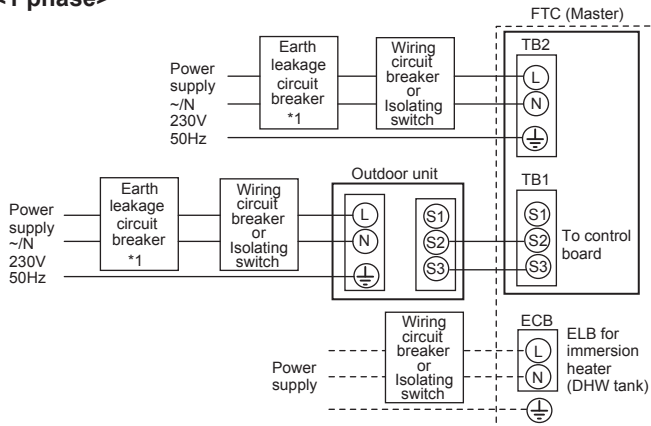 <1 phase>
FTC (Master)
Power
supply
~/N
230V
50Hz
Earth
leakage
circuit
breaker
*1
Wiring
circuit
breaker
or
Isolating
switch
TB2
L
N
Power
supply
~/N
230V
50Hz
Earth
leakage
circuit
breaker
*1
Wiring
circuit
breaker
or
Isolating
switch
Outdoor unit
L
N
S1
S2
S3
TB1
S1
S2
S3
To control
board
Power
supply
Wiring
circuit
breaker
or
Isolating
switch
ECB
L
N
ELB for
immersion
heater
(DHW tank)